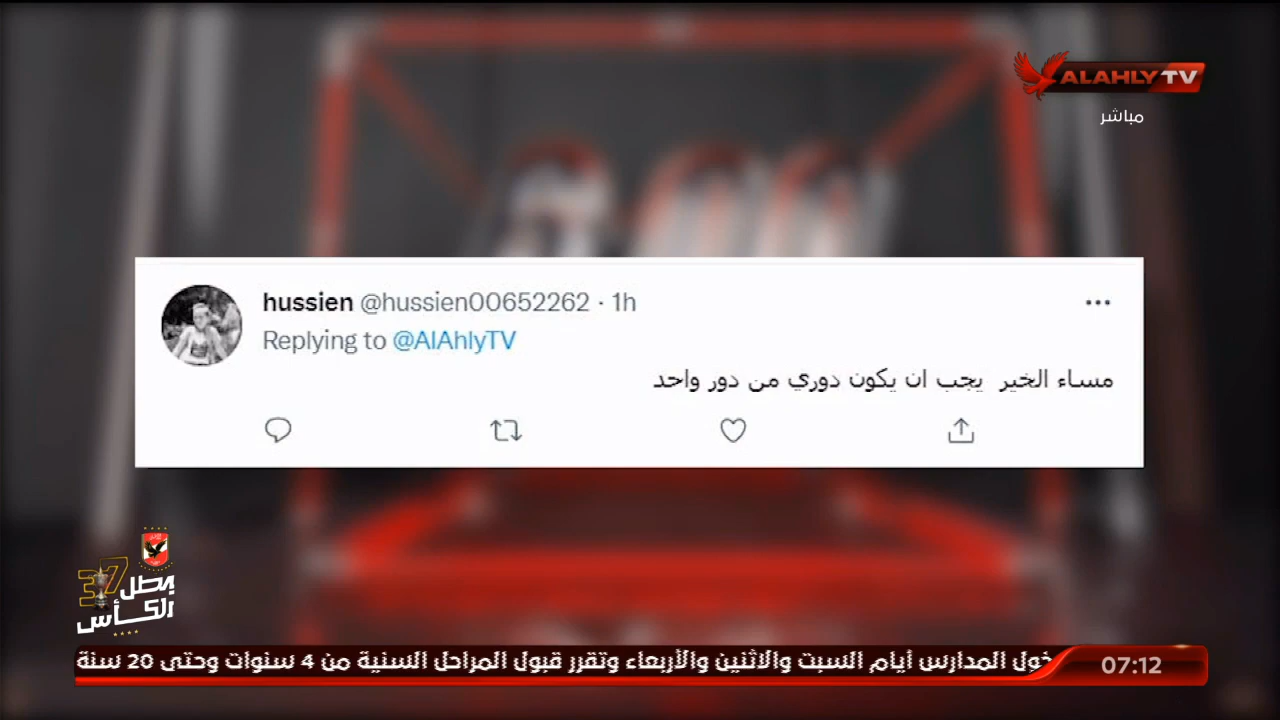 ALAHLY TV
مباشر
hussien @hussien00652262 · 1h
Replying to @AlAhlyTV
مساء الخير يجب ان يكون دوري من دور واحد
37
بطل
الكأس
المدارس أيام السبت والاثنين والأربعاء وتقرر قبول المراحل السنية من 4 سنوات وحتى 20 سنة
07:12